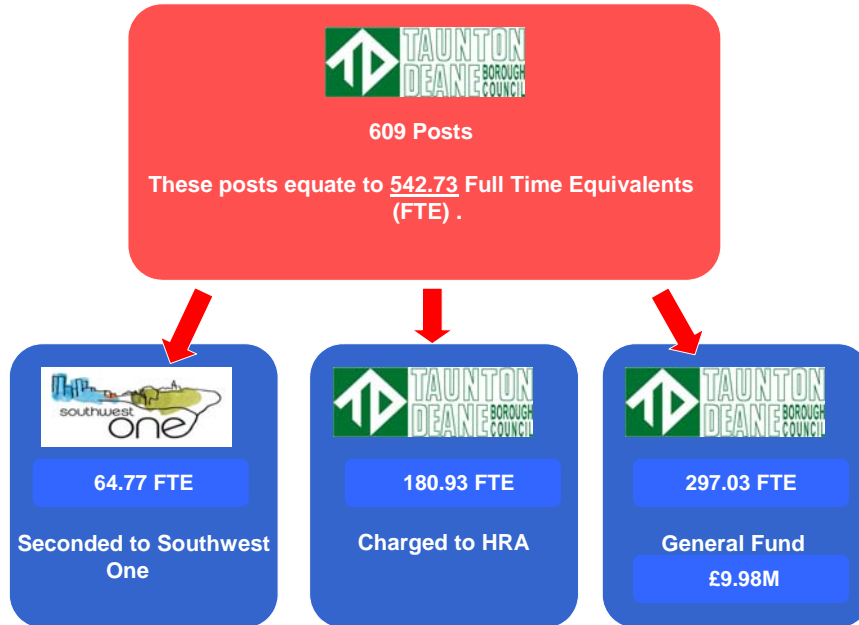 TAUNTON
DEANE BOROUGH COUNCIL
609 Posts
These posts equate to 542.73 Full Time Equivalents
(FTE) .
southwest
one
64.77 FTE
Seconded to Southwest
One
TAUNTON
DEANE BOROUGH COUNCIL
180.93 FTE
Charged to HRA
TAUNTON
DEANE BOROUGH COUNCIL
297.03 FTE
General Fund
£9.98M